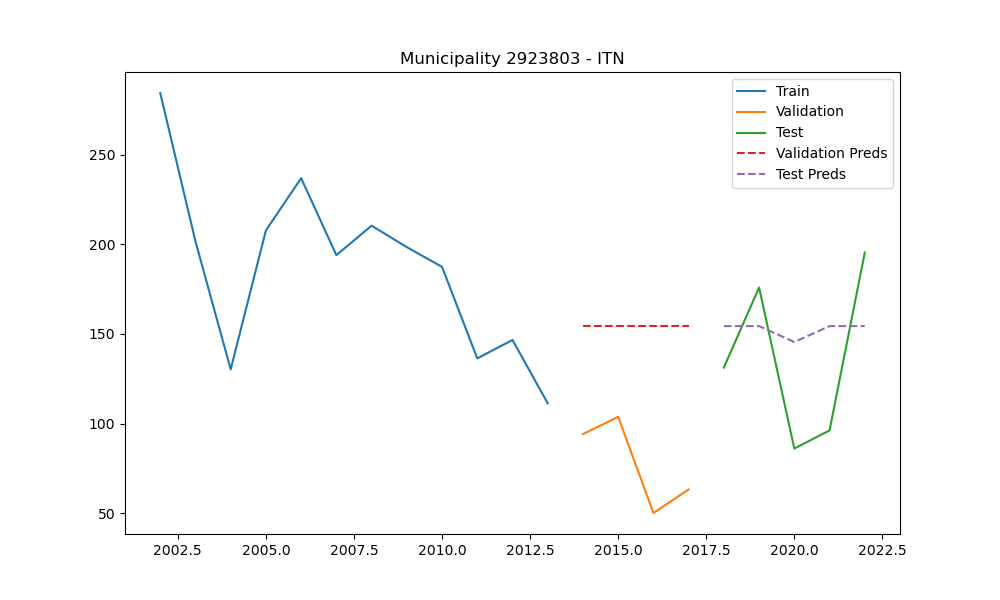 Municipality 2923803 - ITN
Train
Validation
Test
Validation Preds
Test Preds
250
200
150
100
50
2002.5 2005.0 2007.5 2010.0 2012.5 2015.0 2017.5 2020.0 2022.5